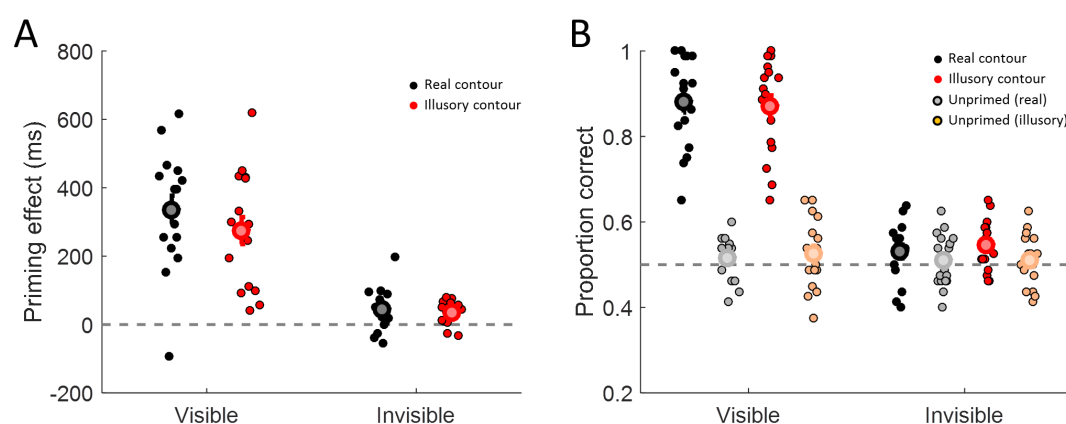 A
Priming effect (ms)
800
600
400
200
0
-200
Real contour
Illusory contour
Visible
Invisible
B
Proportion correct
1
0.8
0.6
0.4
0.2
Real contour
Illusory contour
Unprimed (real)
Unprimed (illusory)
Visible
Invisible